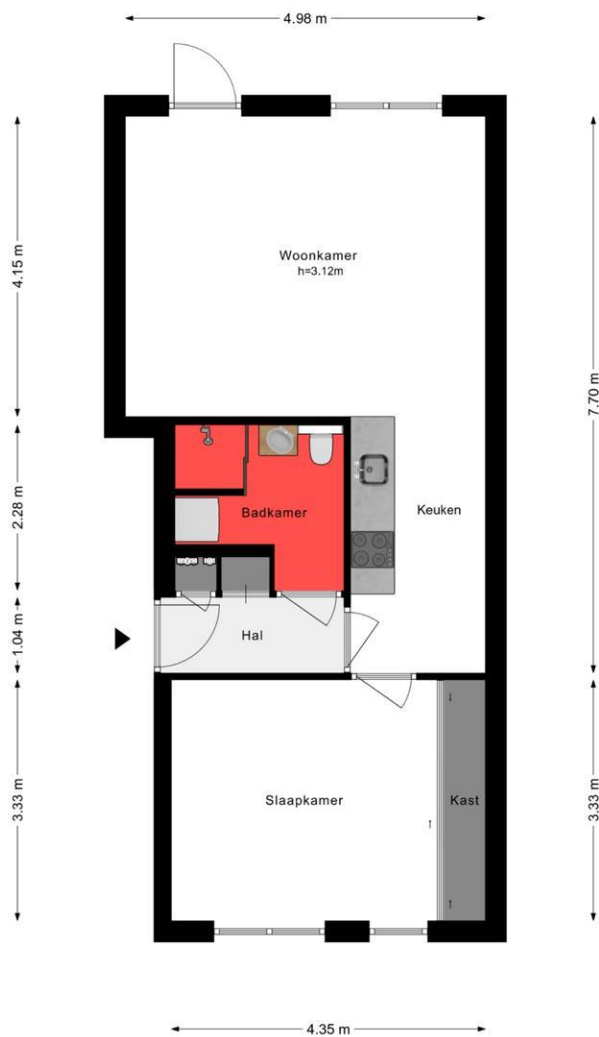 4.98 m
4.15 m
7.70 m
Woonkamer
h=3.12m
2.28 m
Badkamer
Keuken
1.04 m
Hal
3.33 m
Slaapkamer
Kast
3.33 m
4.35 m